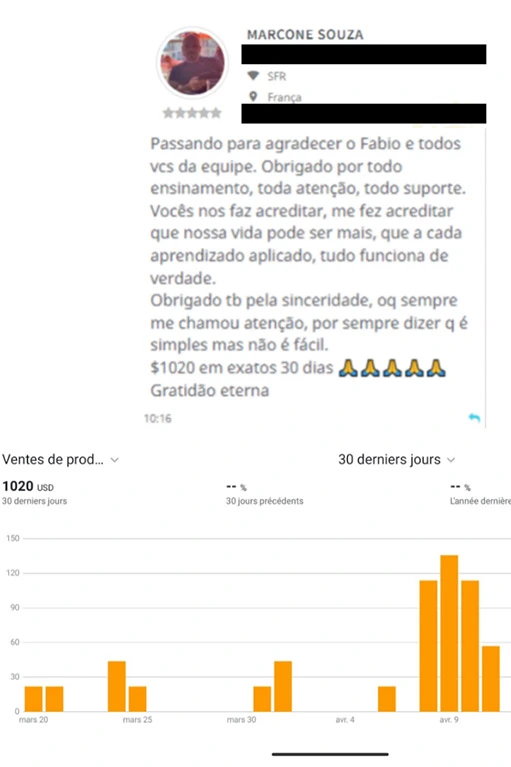 MARCONE SOUZA
SFR
França
Passando para agradecer o Fabio e todos
vcs da equipe. Obrigado por todo
ensinamento, toda atenção, todo suporte.
Vocês nos faz acreditar, me fez acreditar
que nossa vida pode ser mais, que a cada
aprendizado aplicado, tudo funciona de
verdade.
Obrigado tb pela sinceridade, oq sempre
me chamou atenção, por sempre dizer q é
simples mas não é fácil.
$1020 em exatos 30 dias 🙏🙏🙏🙏🙏
Gratidão eterna
10:16
Ventes de prod... 30 derniers jours
1020 USD -- % -- %
30 derniers jours 30 jours précédents L'année dernière
150
120
90
60
30
0
mars 20 mars 25 mars 30 avr. 4 avr. 9